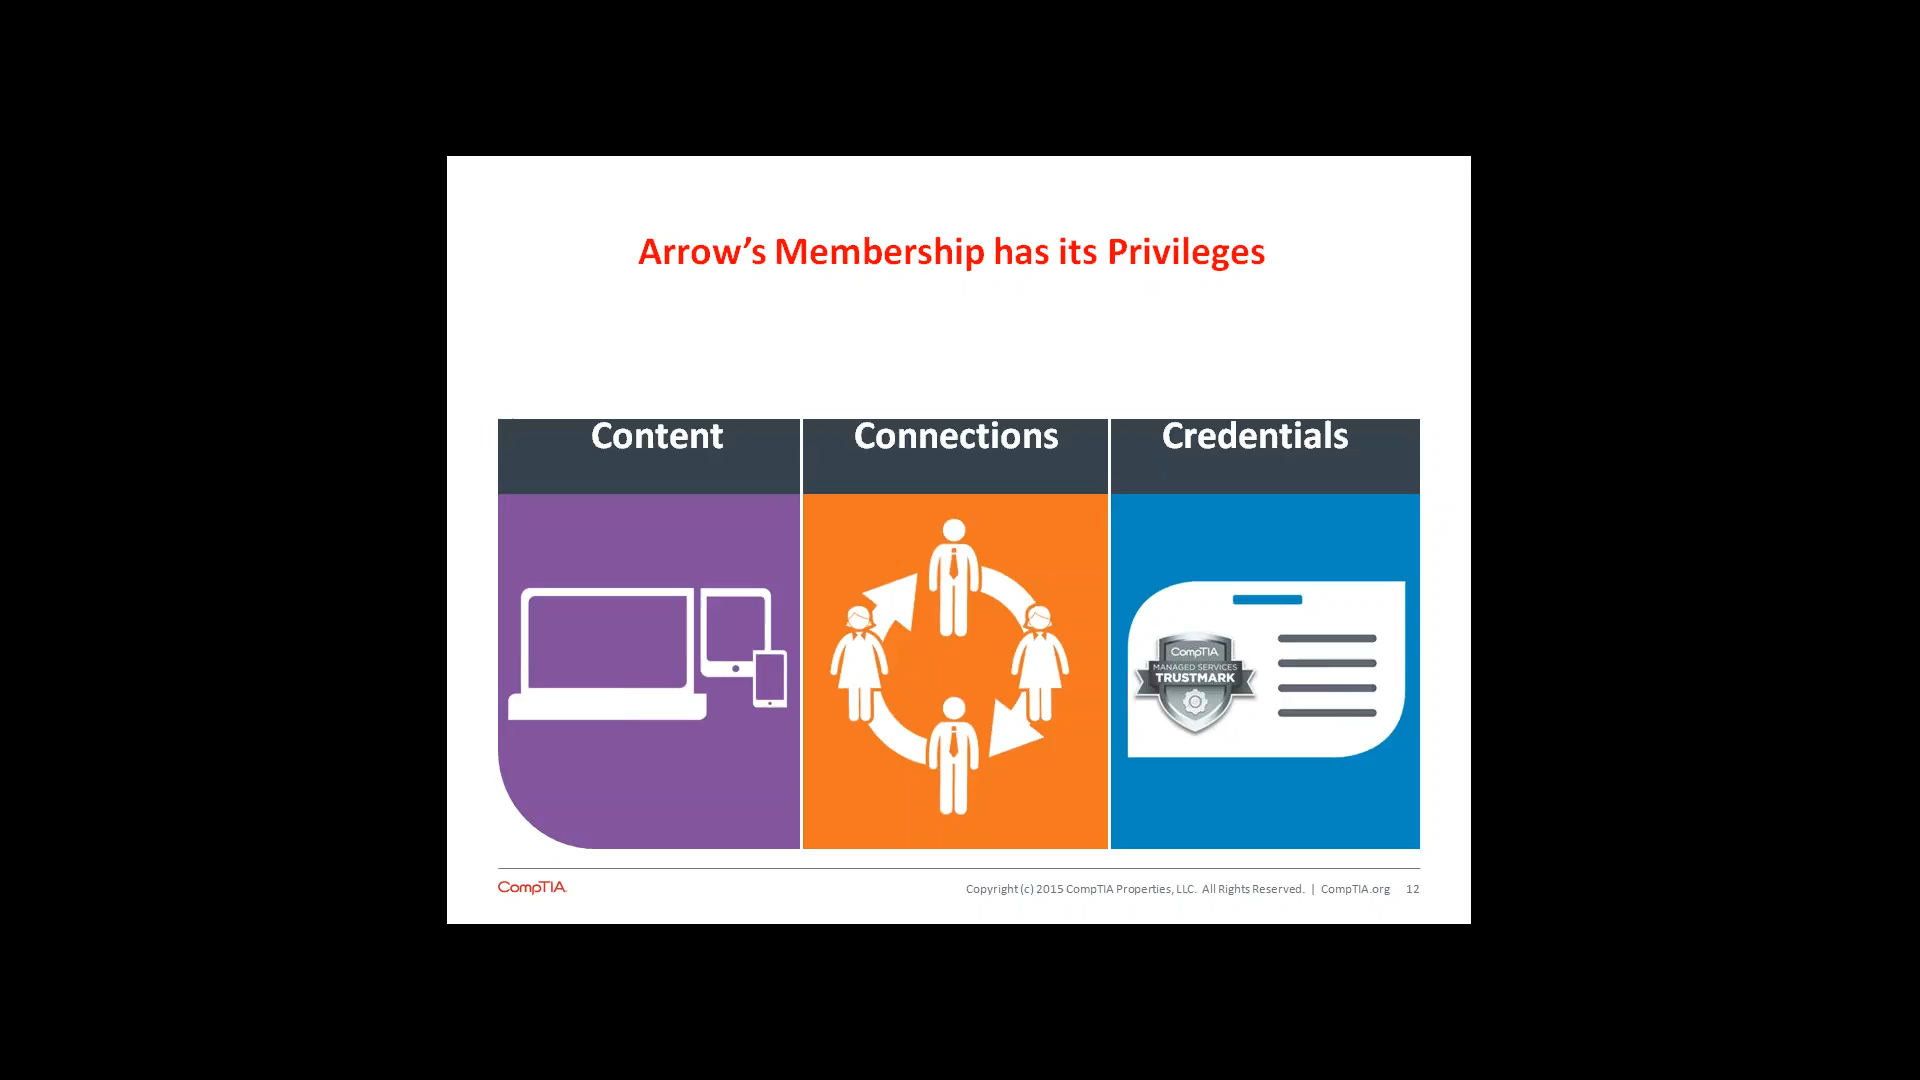 Arrow’s Membership has its Privileges
Content
Connections
Credentials
CompTIA
MANAGED SERVICES
TRUSTMARK
CompTIA
Copyright (c) 2015 CompTIA Properties, LLC. All Rights Reserved. | CompTIA.org 12